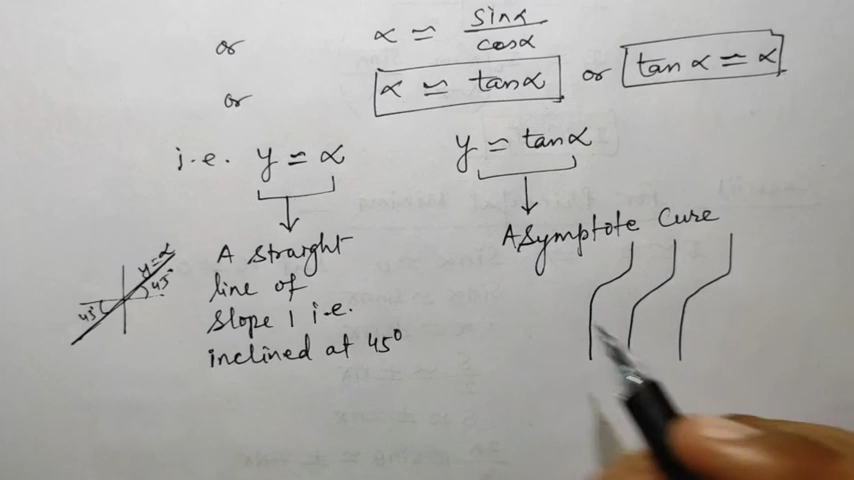 or α ≃ sinα/cosα
or α ≃ tanα or tan α = α
i.e. y = α y = tanα
A straight line of slope 1 i.e. inclined at 45°
Asymptote Cure
y=α
45°
45°